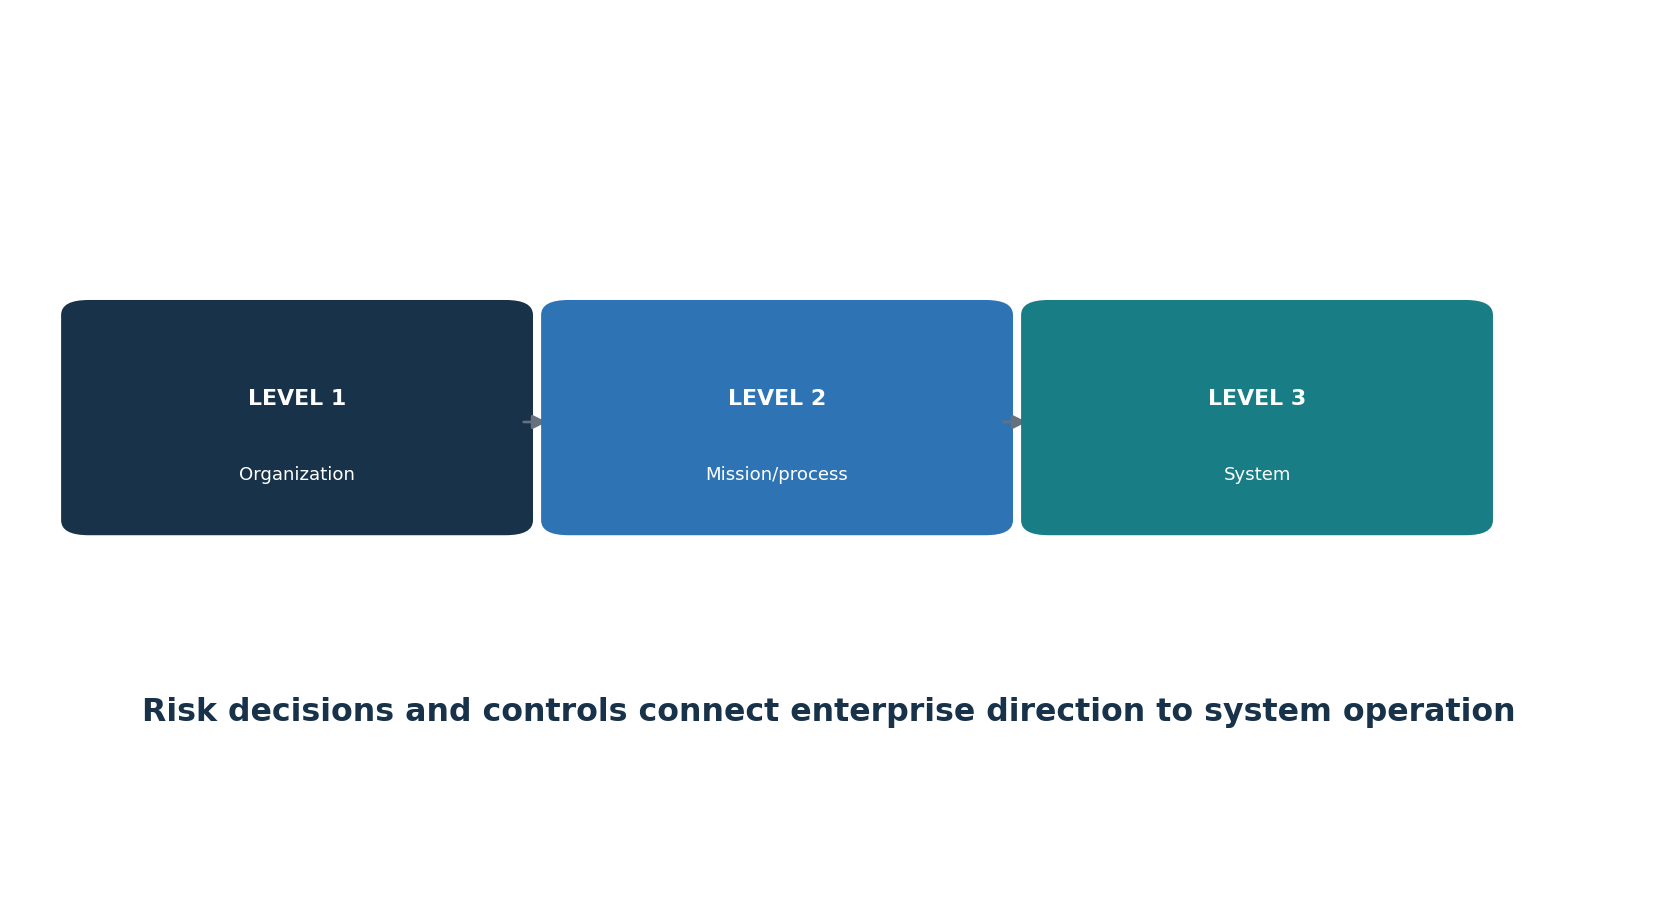 LEVEL 1
Organization
LEVEL 2
Mission/process
LEVEL 3
System
Risk decisions and controls connect enterprise direction to system operation